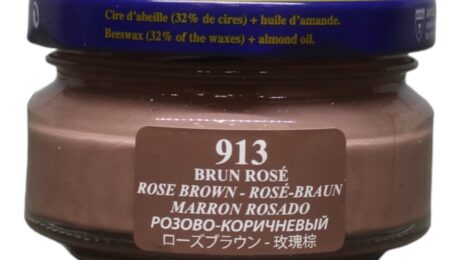 Cire d'abeille (32% de cires) + huile d'amande.
Beeswax (32% of the waxes) + almond oil.
913
BRUN ROSÉ
ROSE BROWN - ROSÉ-BRAUN
MARRON ROSADO
РОЗОВО-КОРИЧНЕВЫЙ
ローズブラウン - 玫瑰棕